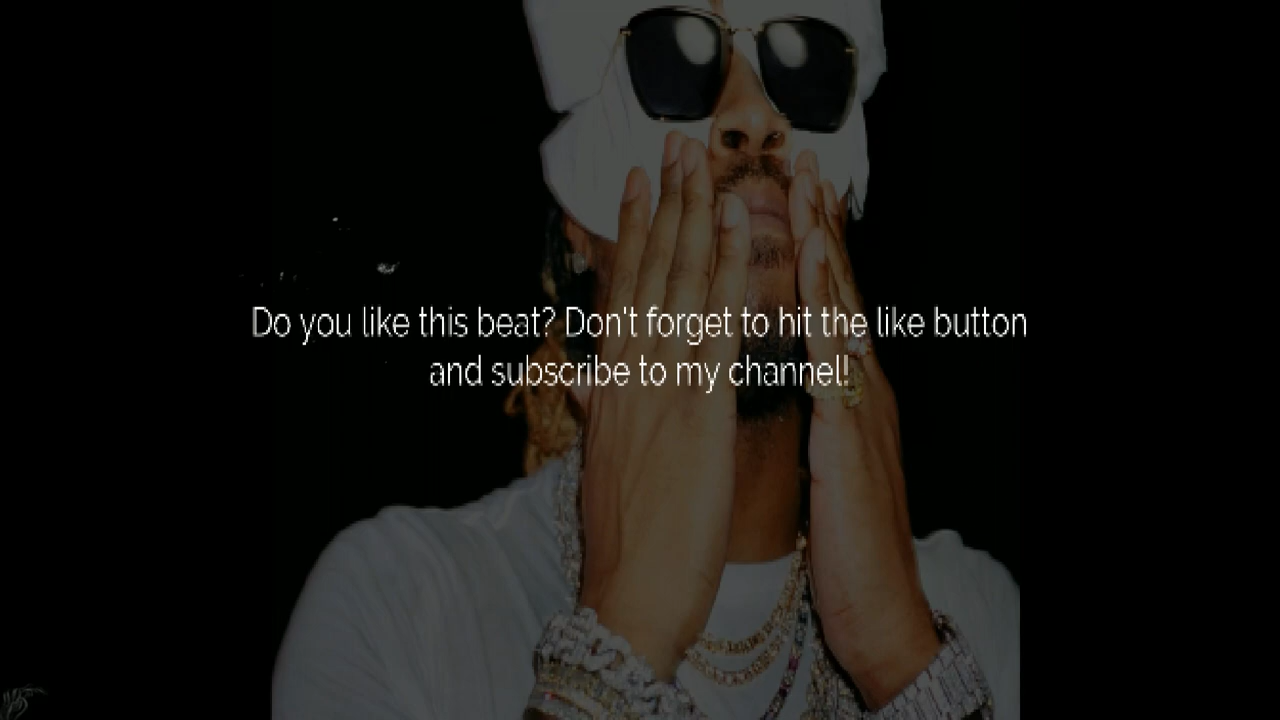 Do you like this beat? Don't forget to hit the like button
and subscribe to my channel!